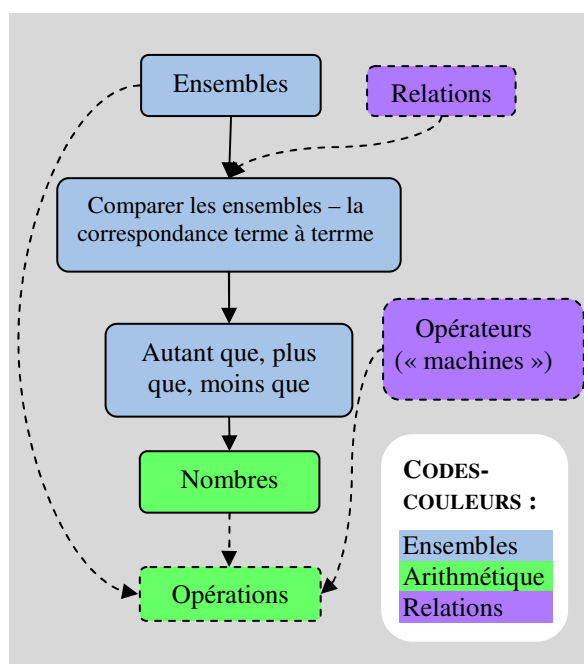 Ensembles
Relations
Comparer les ensembles – la
correspondance terme à terrme
Opérateurs
(« machines »)
Autant que, plus
que, moins que
Nombres
Opérations
CODES-
COULEURS :
Ensembles
Arithmétique
Relations